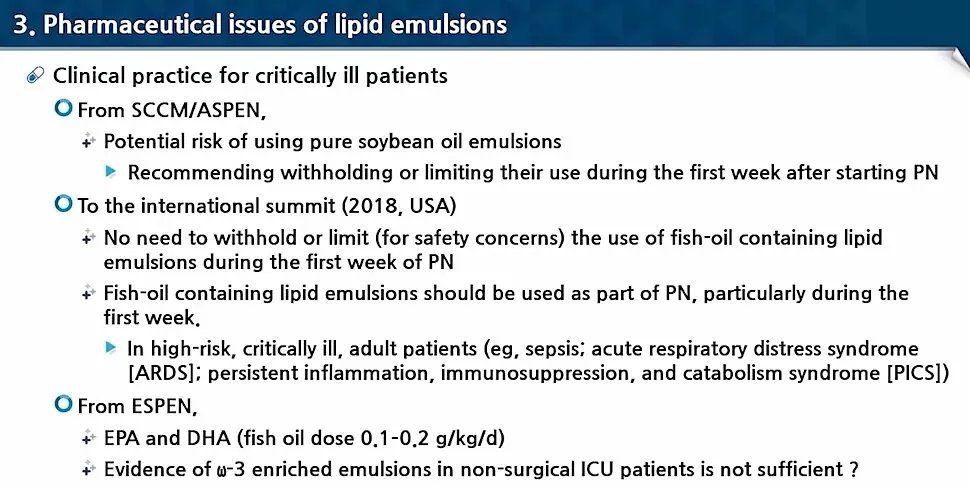 3. Pharmaceutical issues of lipid emulsions
Clinical practice for critically ill patients
From SCCM/ASPEN,
Potential risk of using pure soybean oil emulsions
Recommending withholding or limiting their use during the first week after starting PN
To the international summit (2018, USA)
No need to withhold or limit (for safety concerns) the use of fish-oil containing lipid
emulsions during the first week of PN
Fish-oil containing lipid emulsions should be used as part of PN, particularly during the
first week.
In high-risk, critically ill, adult patients (eg, sepsis; acute respiratory distress syndrome
[ARDS]; persistent inflammation, immunosuppression, and catabolism syndrome [PICS])
From ESPEN,
EPA and DHA (fish oil dose 0.1-0.2 g/kg/d)
Evidence of ω-3 enriched emulsions in non-surgical ICU patients is not sufficient ?